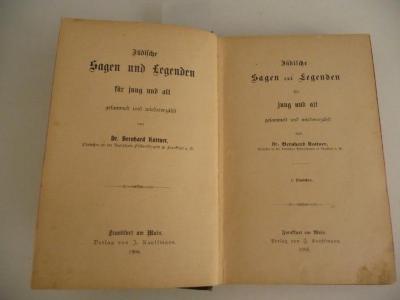 Jüdische
Sagen und Legenden
für jung und alt
gesammelt und wiedererzählt
von
Dr. Bernhard Kuttner,
Frankfurt am Main.
Verlag von J. Kauffmann.
Jüdische
Sagen und Legenden
für
jung und alt
gesammelt und wiedererzählt
von
Dr. Bernhard Kuttner,
Frankfurt am Main.
Verlag von J. Kauffmann.